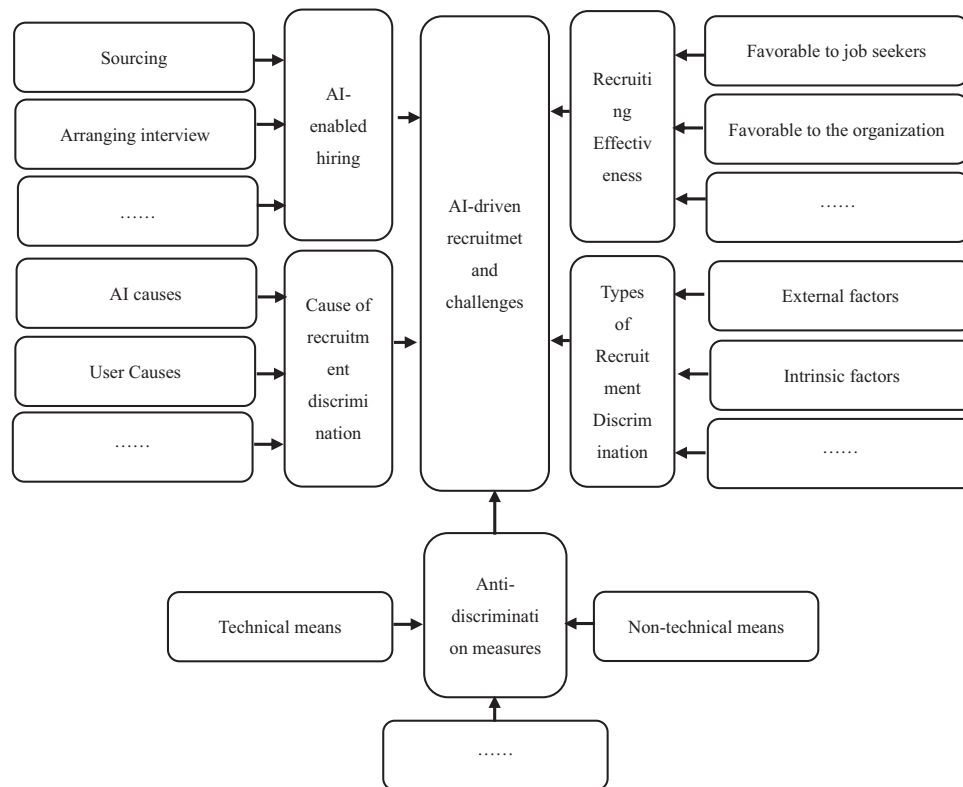 Sourcing
Arranging interview
……
AI-
enabled
hiring
AI causes
User Causes
……
Cause of
recruitm
ent
discrimi
nation
AI-driven
recruitmet
and
challenges
Recruiti
ng
Effectiv
eness
Favorable to job seekers
Favorable to the organization
……
Types
of
Recruit
ment
Discrim
ination
External factors
Intrinsic factors
……
Technical means
Anti-
discriminati
on measures
Non-technical means
……